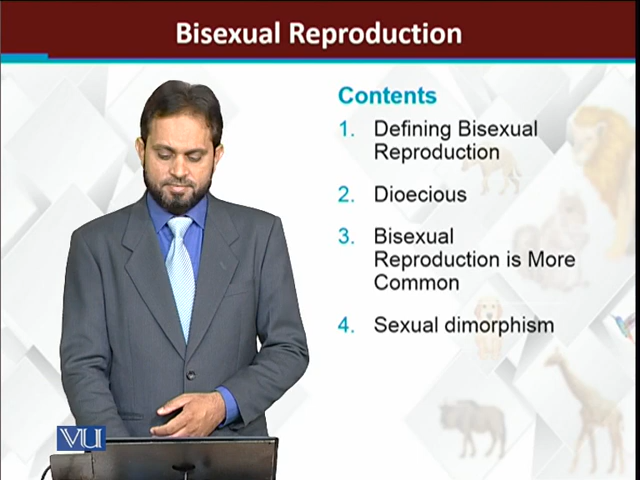 Bisexual Reproduction
Contents
1. Defining Bisexual
Reproduction
2. Dioecious
3. Bisexual
Reproduction is More
Common
4. Sexual dimorphism
VU